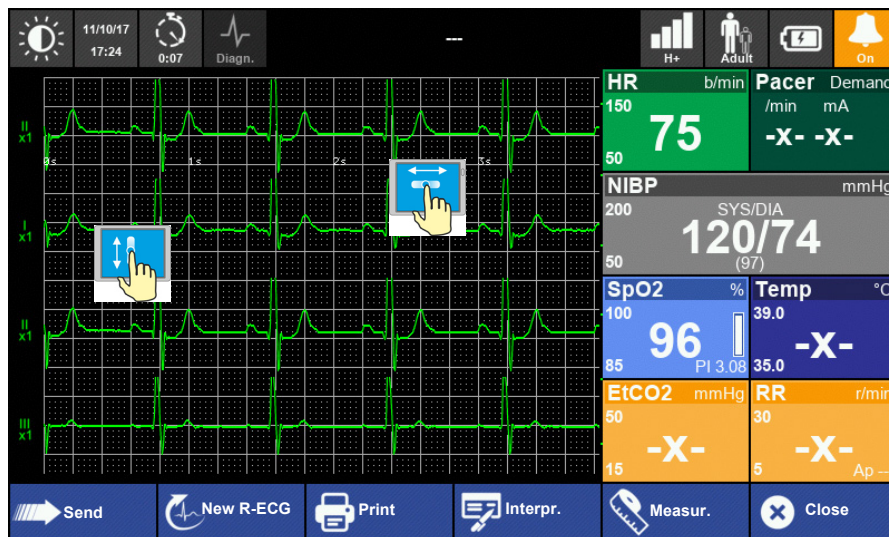 11/10/17
17:24
0:07
Diagn.
---
H+
Adult
On
II
x1
0s
1s
2s
3s
I
x1
II
x1
III
x1
HR b/min
150
75
50
Pacer Demand
/min mA
-x- -x-
NIBP mmHg
200 SYS/DIA
120/74
50 (97)
SpO2 %
100
96
85 PI 3.08
Temp °C
39.0
-x-
35.0
EtCO2 mmHg
50
-x-
15
RR r/min
30
-x-
5 Ap --
Send
New R-ECG
Print
Interpr.
Measur.
Close